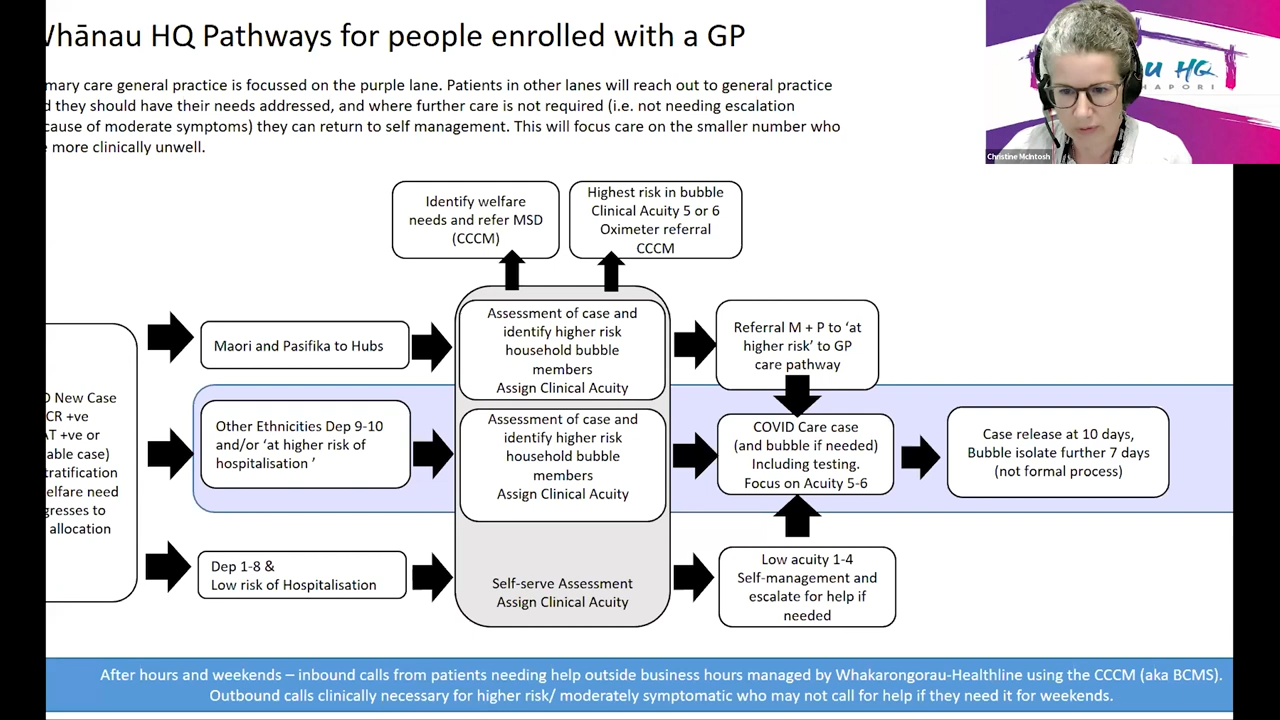 Whānau HQ Pathways for people enrolled with a GP
mary care general practice is focussed on the purple lane. Patients in other lanes will reach out to general practice
d they should have their needs addressed, and where further care is not required (i.e. not needing escalation
cause of moderate symptoms) they can return to self management. This will focus care on the smaller number who
e more clinically unwell.
HQ
HAPORI
Christine McIntosh
Identify welfare
needs and refer MSD
(CCCM)
Highest risk in bubble
Clinical Acuity 5 or 6
Oximeter referral
CCCM
New Case
CR +ve
AT +ve or
able case)
tratification
elfare need
gresses to
allocation
Maori and Pasifika to Hubs
Assessment of case and
identify higher risk
household bubble
members
Assign Clinical Acuity
Referral M + P to ‘at
higher risk’ to GP
care pathway
Other Ethnicities Dep 9-10
and/or ‘at higher risk of
hospitalisation ’
Assessment of case and
identify higher risk
household bubble
members
Assign Clinical Acuity
COVID Care case
(and bubble if needed)
Including testing.
Focus on Acuity 5-6
Case release at 10 days,
Bubble isolate further 7 days
(not formal process)
Dep 1-8 &
Low risk of Hospitalisation
Self-serve Assessment
Assign Clinical Acuity
Low acuity 1-4
Self-management and
escalate for help if
needed
After hours and weekends – inbound calls from patients needing help outside business hours managed by Whakarongorau-Healthline using the CCCM (aka BCMS).
Outbound calls clinically necessary for higher risk/ moderately symptomatic who may not call for help if they need it for weekends.